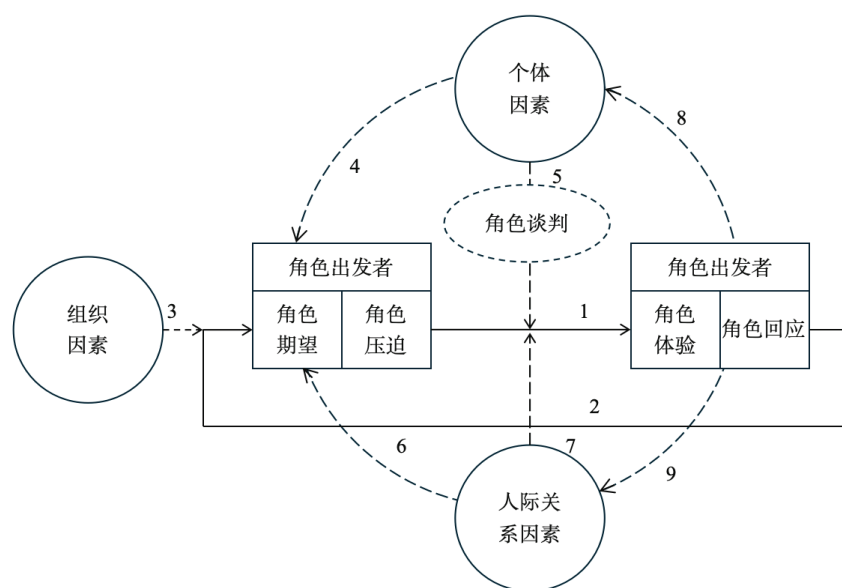 个体
因素
8
4
5
角色谈判
角色出发者
角色出发者
组织
因素
3
角色
期望
角色
压迫
1
角色
体验
角色回应
2
6
7
9
人际关
系因素